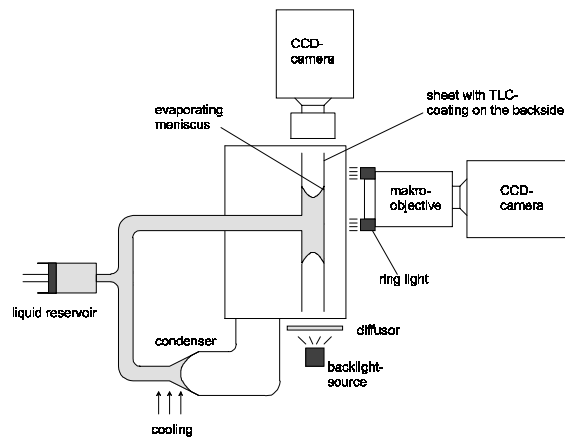 CCD-
camera
evaporating
meniscus
sheet with TLC-
coating on the backside
makro-
objective
CCD-
camera
ring light
liquid reservoir
condenser
diffusor
backlight-
source
cooling